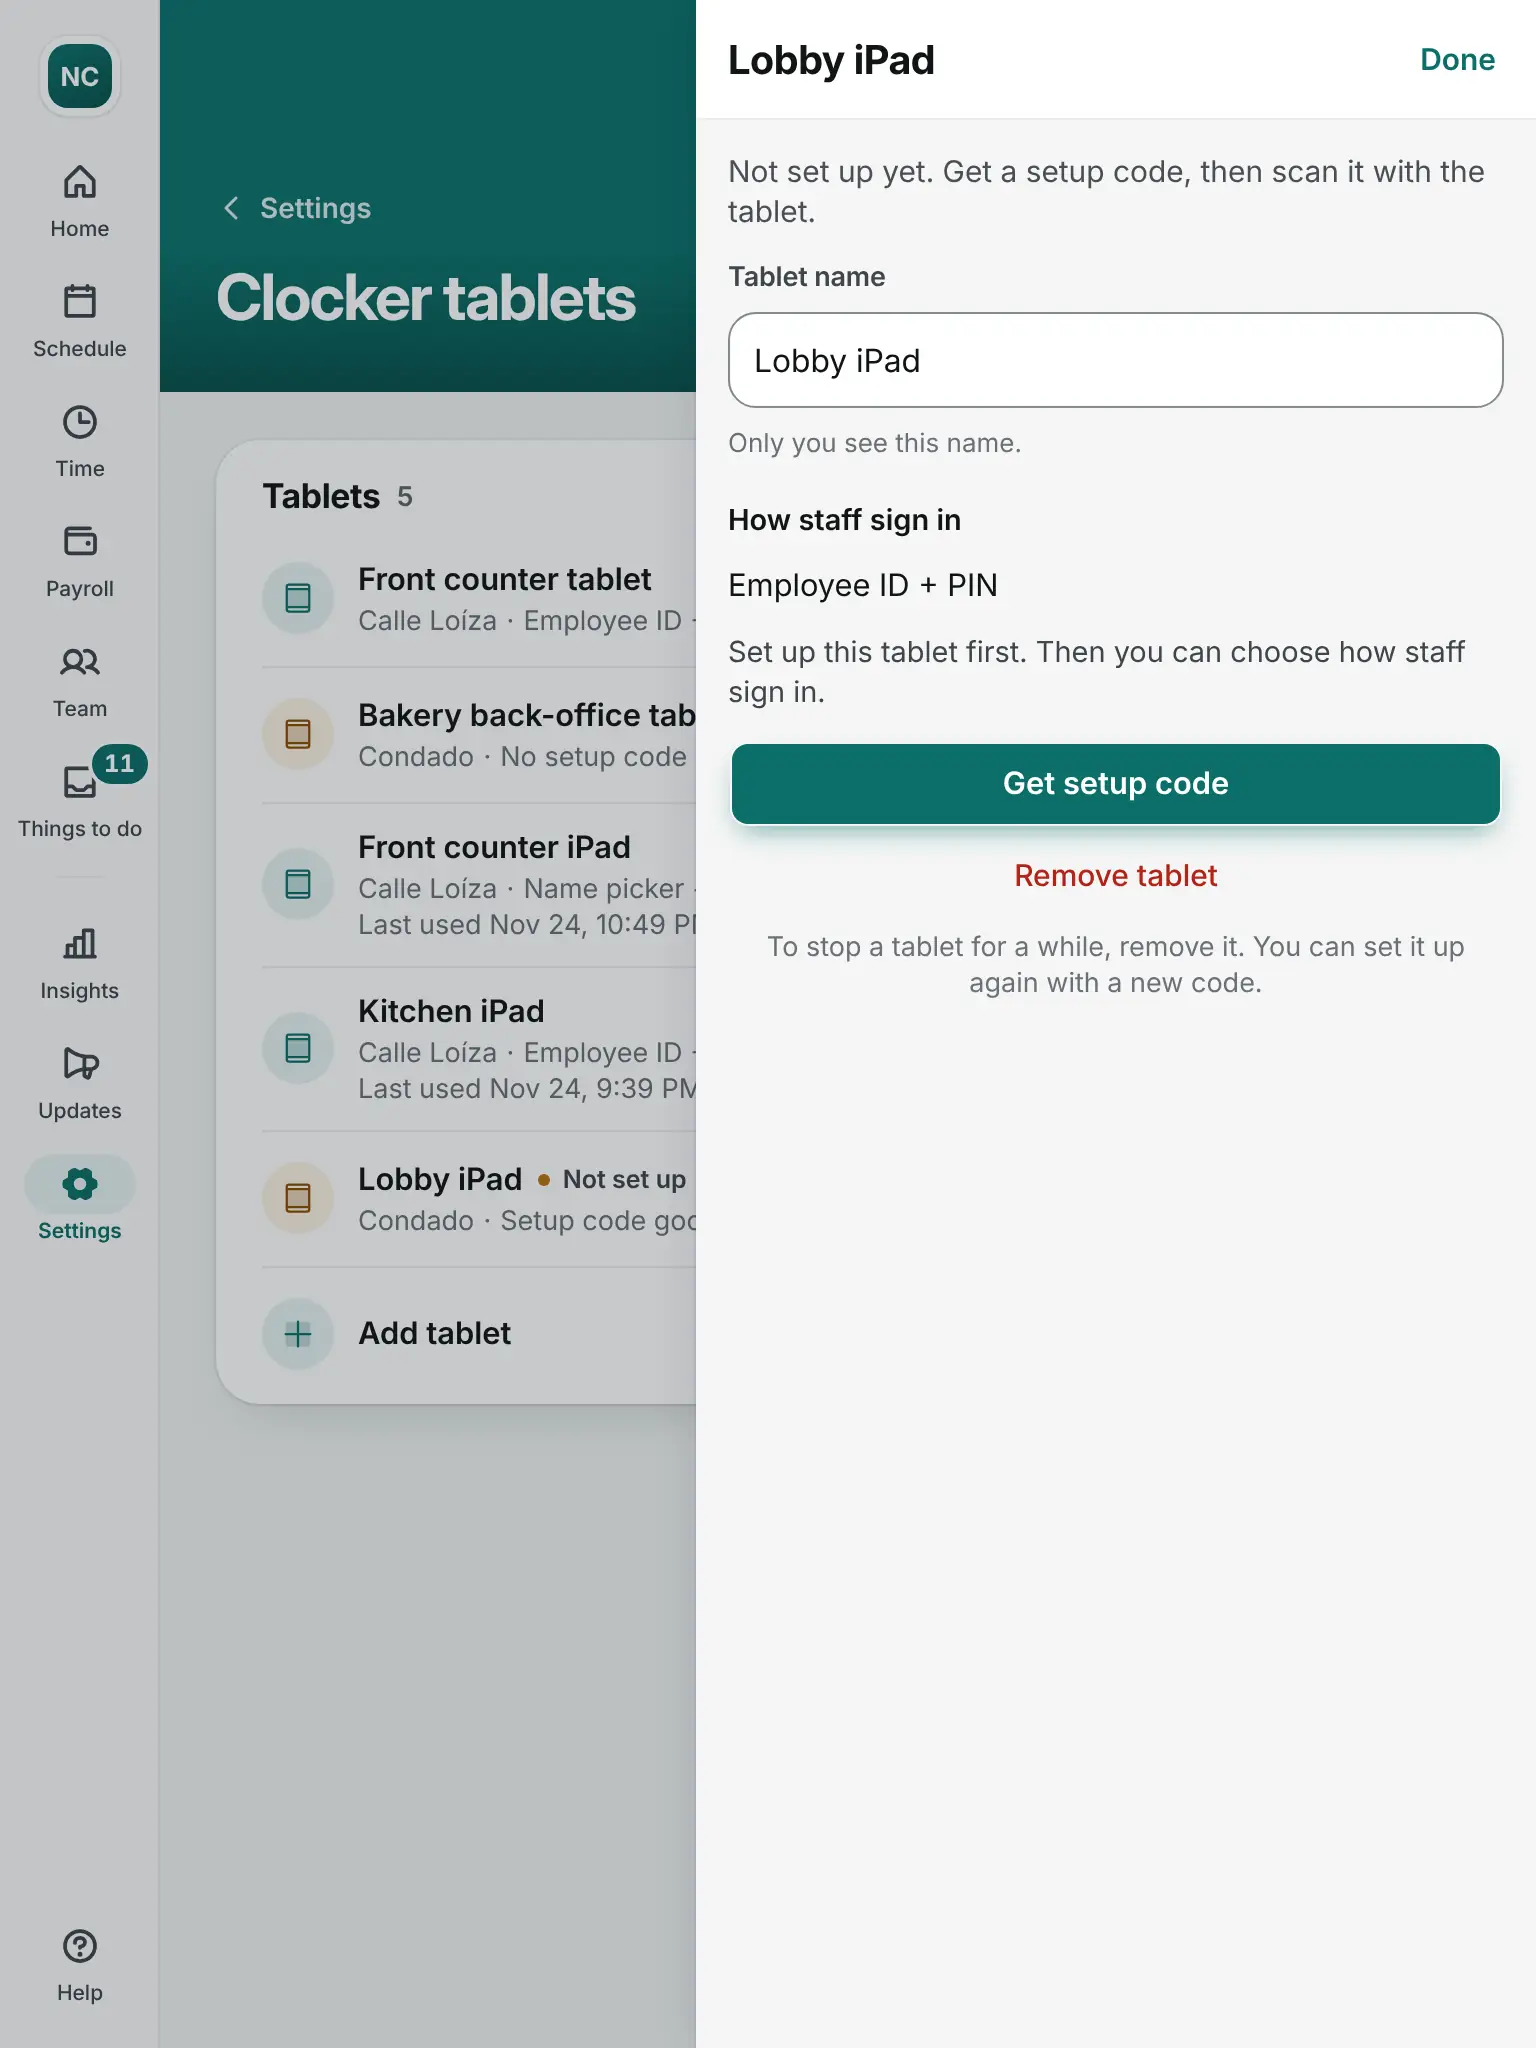 NC
Home
Schedule
Time
Payroll
Team
11
Things to do
Insights
Updates
Settings
Help
Settings
Clocker tablets
Tablets 5
Front counter tablet
Calle Loíza · Employee ID
Bakery back-office tab
Condado · No setup code
Front counter iPad
Calle Loíza · Name picker
Last used Nov 24, 10:49 P
Kitchen iPad
Calle Loíza · Employee ID
Last used Nov 24, 9:39 PM
Lobby iPad Not set up
Condado · Setup code goo
Add tablet
Lobby iPad
Done
Not set up yet. Get a setup code, then scan it with the
tablet.
Tablet name
Lobby iPad
Only you see this name.
How staff sign in
Employee ID + PIN
Set up this tablet first. Then you can choose how staff
sign in.
Get setup code
Remove tablet
To stop a tablet for a while, remove it. You can set it up
again with a new code.